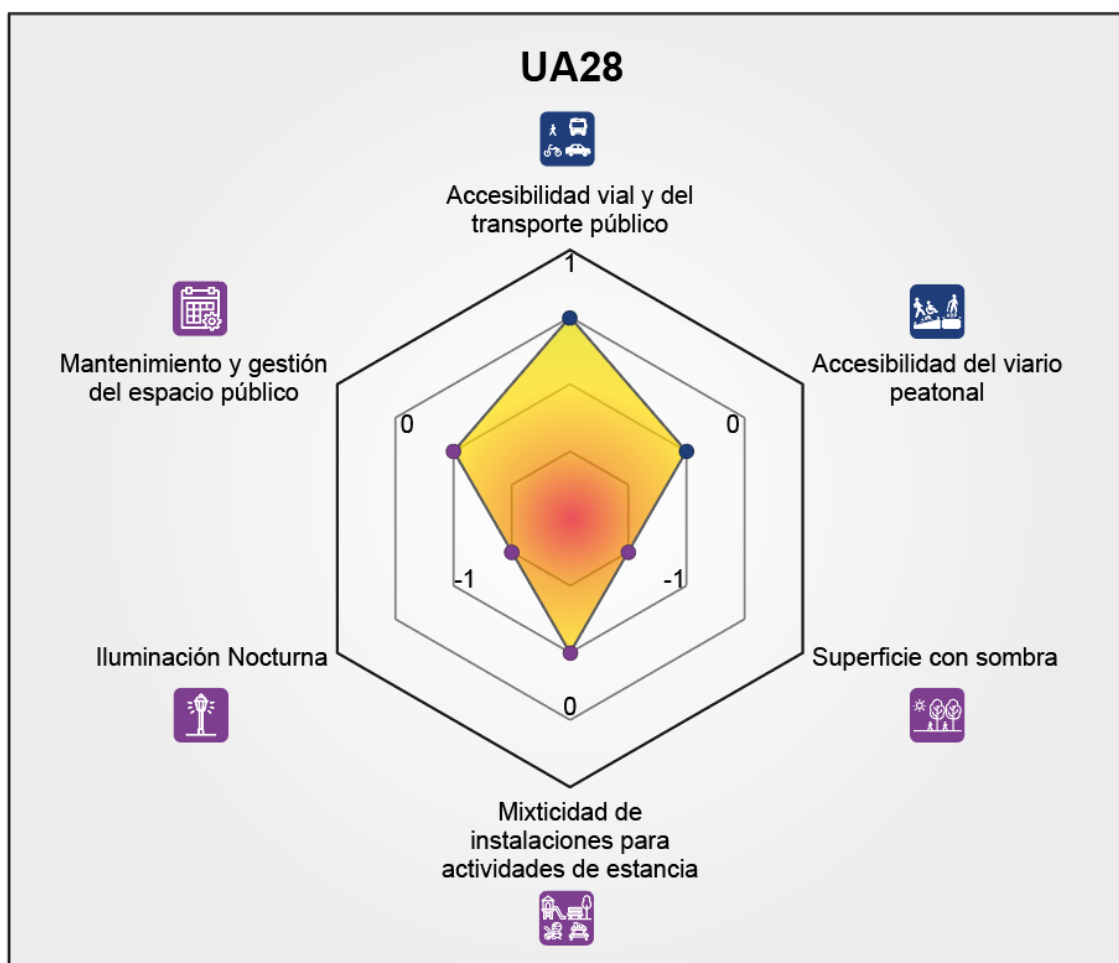 UA28
Accesibilidad vial y del
transporte público
1
Mantenimiento y gestión
del espacio público
Accesibilidad del viario
peatonal
0
0
-1
-1
Iluminación Nocturna
Superficie con sombra
0
Mixticidad de
instalaciones para
actividades de estancia